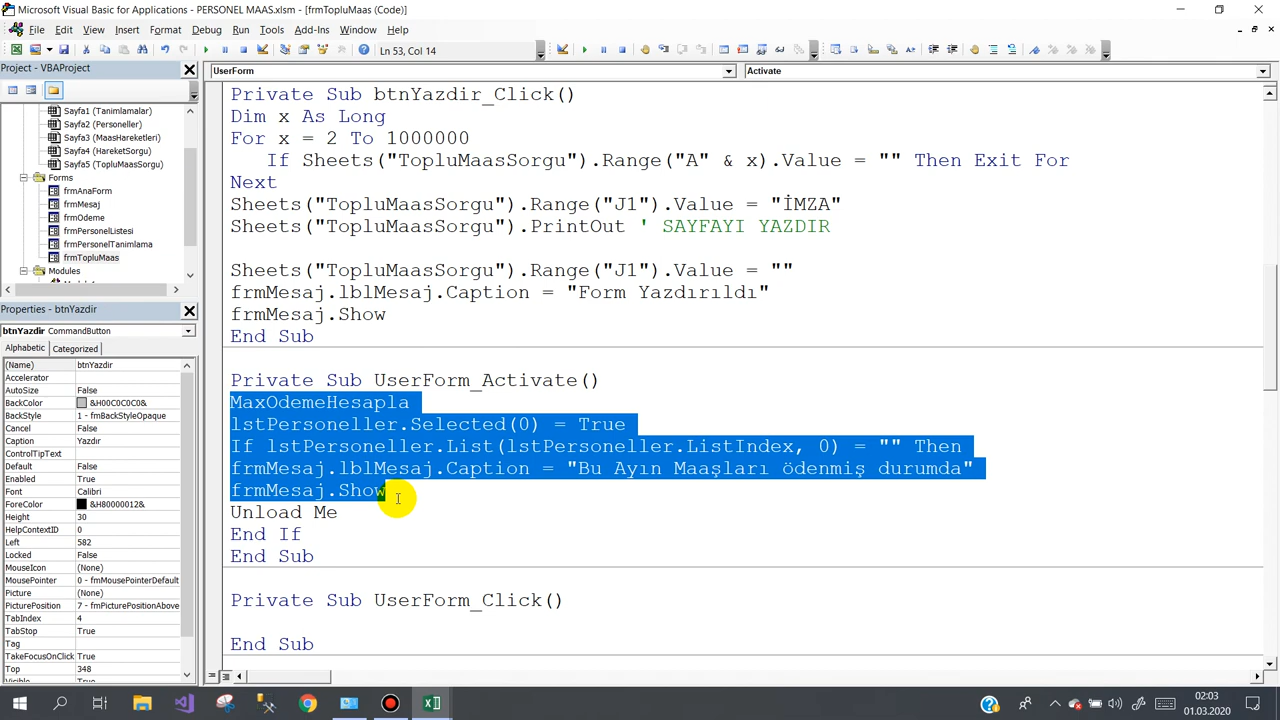 Microsoft Visual Basic for Applications - PERSONEL MAAS.xlsm - [frmTopluMaas (Code)]
File Edit View Insert Format Debug Run Tools Add-Ins Window Help
Ln 53, Col 14
Project - VBAProject
Sayfa1 (Tanimlamalar)
Sayfa2 (Personeller)
Sayfa3 (MaasHareketleri)
Sayfa4 (HareketSorgu)
Sayfa5 (TopluMaasSorgu)
Forms
frmAnaForm
frmMesaj
frmOdeme
frmPersonelListesi
frmPersonelTanimlama
frmTopluMaas
Modules
Properties - btnYazdir
btnYazdir CommandButton
Alphabetic Categorized
(Name) btnYazdir
Accelerator
AutoSize False
BackColor &H00C0C0C0&
BackStyle 1 - fmBackStyleOpaque
Cancel False
Caption Yazdır
ControlTipText
Default False
Enabled True
Font Calibri
ForeColor &H80000012&
Height 30
HelpContextID 0
Left 582
Locked False
MouseIcon (None)
MousePointer 0 - fmMousePointerDefault
Picture (None)
PicturePosition 7 - fmPicturePositionAbove
TabIndex 4
TabStop True
Tag
TakeFocusOnClick True
Top 348
Visible True
UserForm Activate
Private Sub btnYazdir_Click()
Dim x As Long
For x = 2 To 1000000
If Sheets("TopluMaasSorgu").Range("A" & x).Value = "" Then Exit For
Next
Sheets("TopluMaasSorgu").Range("J1").Value = "İMZA"
Sheets("TopluMaasSorgu").PrintOut ' SAYFAYI YAZDIR
Sheets("TopluMaasSorgu").Range("J1").Value = ""
frmMesaj.lblMesaj.Caption = "Form Yazdırıldı"
frmMesaj.Show
End Sub
Private Sub UserForm_Activate()
MaxOdemeHesapla
lstPersoneller.Selected(0) = True
If lstPersoneller.List(lstPersoneller.ListIndex, 0) = "" Then
frmMesaj.lblMesaj.Caption = "Bu Ayın Maaşları ödenmiş durumda"
frmMesaj.Show
Unload Me
End If
End Sub
Private Sub UserForm_Click()
End Sub
02:03
01.03.2020